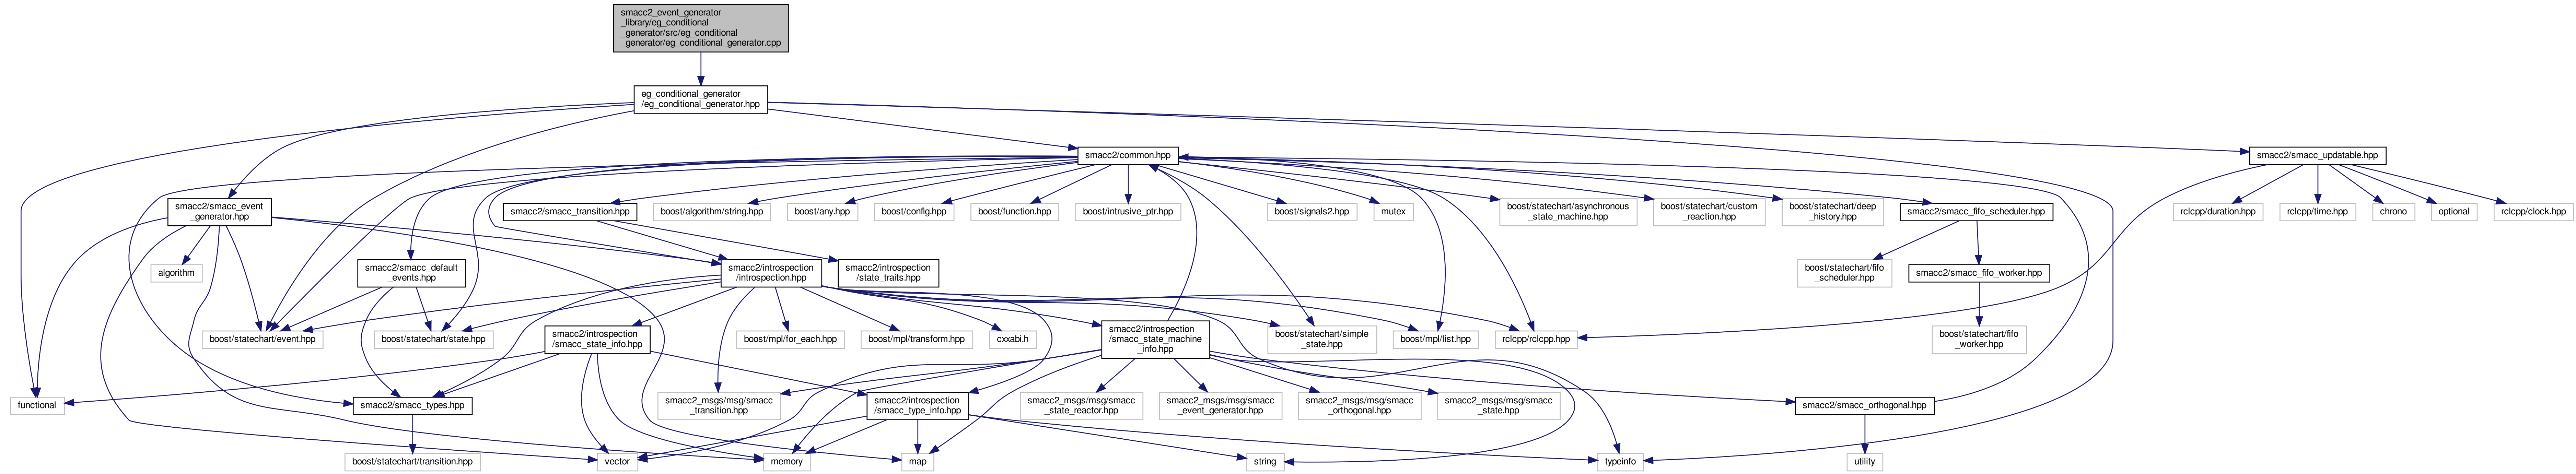 smacc2_event_generator
_library/eg_conditional
_generator/src/eg_conditional
_generator/eg_conditional_generator.cpp
eg_conditional_generator
/eg_conditional_generator.hpp
smacc2/common.hpp
smacc2/smacc_updatable.hpp
smacc2/smacc_event
_generator.hpp
smacc2/smacc_transition.hpp
boost/algorithm/string.hpp
boost/any.hpp
boost/config.hpp
boost/function.hpp
boost/intrusive_ptr.hpp
boost/signals2.hpp
mutex
boost/statechart/asynchronous
_state_machine.hpp
boost/statechart/custom
_reaction.hpp
boost/statechart/deep
_history.hpp
smacc2/smacc_fifo_scheduler.hpp
rclcpp/duration.hpp
rclcpp/time.hpp
chrono
optional
rclcpp/clock.hpp
algorithm
smacc2/smacc_default
_events.hpp
smacc2/introspection
/introspection.hpp
smacc2/introspection
/state_traits.hpp
boost/statechart/fifo
_scheduler.hpp
smacc2/smacc_fifo_worker.hpp
boost/statechart/event.hpp
boost/statechart/state.hpp
smacc2/introspection
/smacc_state_info.hpp
boost/mpl/for_each.hpp
boost/mpl/transform.hpp
cxxabi.h
smacc2/introspection
/smacc_state_machine
_info.hpp
boost/statechart/simple
_state.hpp
boost/mpl/list.hpp
rclcpp/rclcpp.hpp
boost/statechart/fifo
_worker.hpp
functional
smacc2/smacc_types.hpp
smacc2_msgs/msg/smacc
_transition.hpp
smacc2/introspection
/smacc_type_info.hpp
smacc2_msgs/msg/smacc
_state_reactor.hpp
smacc2_msgs/msg/smacc
_event_generator.hpp
smacc2_msgs/msg/smacc
_orthogonal.hpp
smacc2_msgs/msg/smacc
_state.hpp
smacc2/smacc_orthogonal.hpp
boost/statechart/transition.hpp
vector
memory
map
string
typeinfo
utility